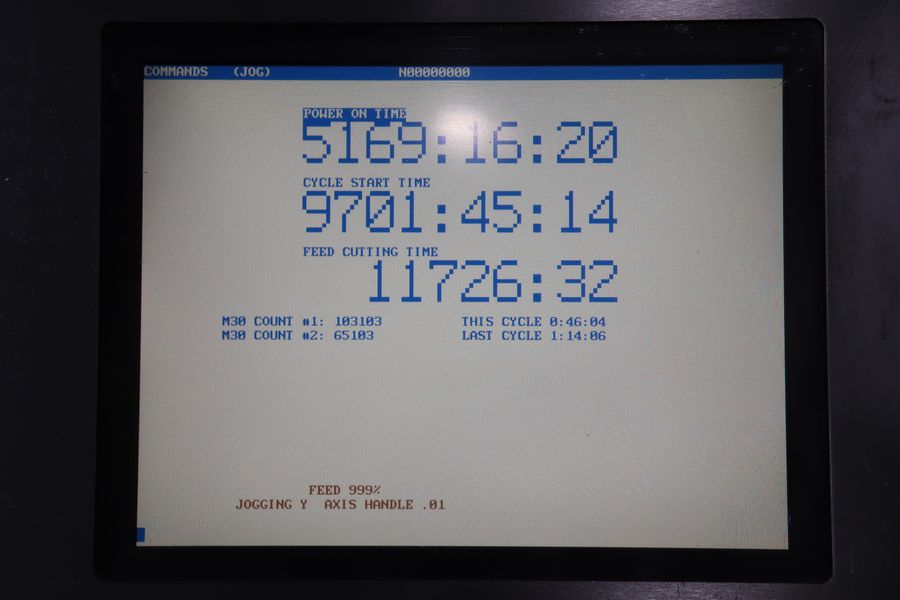 COMMANDS (JOG) N00000000
POWER ON TIME
5169:16:20
CYCLE START TIME
9701:45:14
FEED CUTTING TIME
11726:32
M30 COUNT #1: 103103 THIS CYCLE 0:46:04
M30 COUNT #2: 65103 LAST CYCLE 1:14:06
FEED 999%
JOGGING Y AXIS HANDLE .01